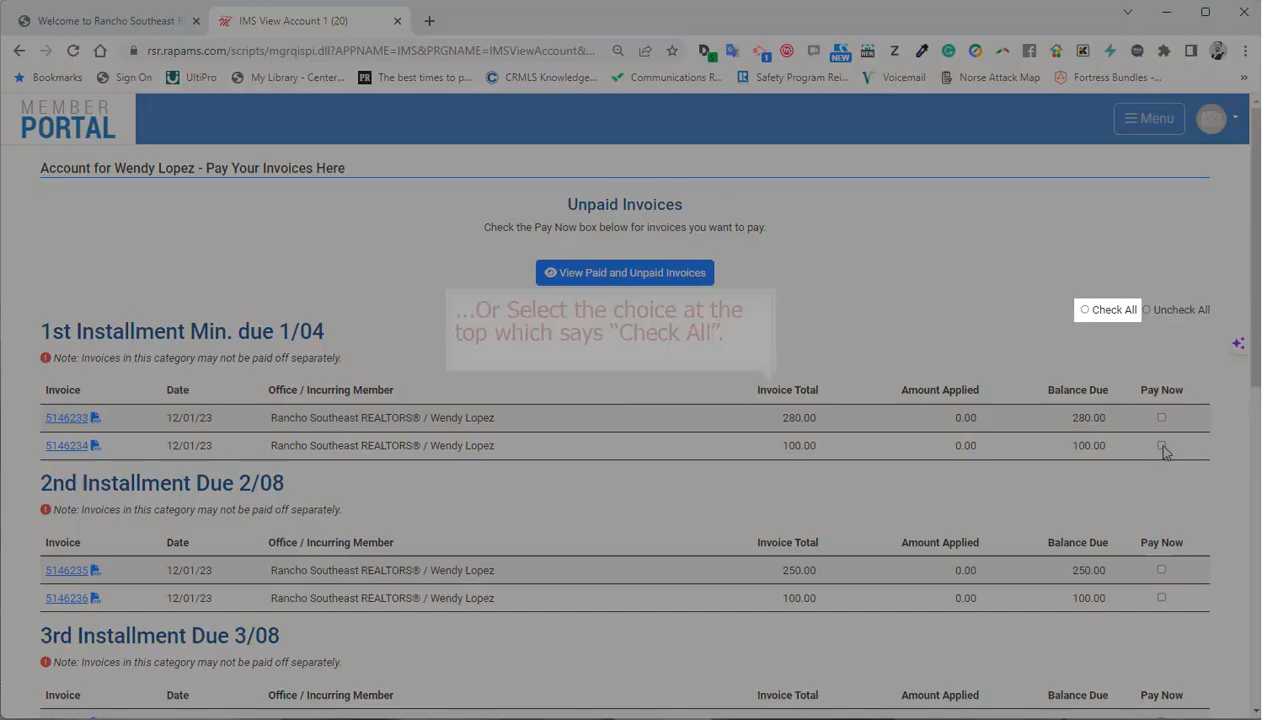 Welcome to Rancho Southeast R
IMS View Account 1 (20)
rsr.rapams.com/scripts/mgrqispi.dll?APPNAME=IMS&PRGNAME=IMSViewAccount&...
Bookmarks Sign On UltiPro My Library - Center... PR The best times to p... CRMLS Knowledge... Communications R... Safety Program Rei... Voicemail Norse Attack Map Fortress Bundles -... »
MEMBER
PORTAL
Menu
Account for Wendy Lopez - Pay Your Invoices Here
Unpaid Invoices
Check the Pay Now box below for invoices you want to pay.
View Paid and Unpaid Invoices
...Or Select the choice at the
top which says “Check All”.
Check All Uncheck All
1st Installment Min. due 1/04
Note: Invoices in this category may not be paid off separately.
Invoice Date Office / Incurring Member Invoice Total Amount Applied Balance Due Pay Now
5146233 12/01/23 Rancho Southeast REALTORS® / Wendy Lopez 280.00 0.00 280.00
5146234 12/01/23 Rancho Southeast REALTORS® / Wendy Lopez 100.00 0.00 100.00
2nd Installment Due 2/08
Note: Invoices in this category may not be paid off separately.
Invoice Date Office / Incurring Member Invoice Total Amount Applied Balance Due Pay Now
5146235 12/01/23 Rancho Southeast REALTORS® / Wendy Lopez 250.00 0.00 250.00
5146236 12/01/23 Rancho Southeast REALTORS® / Wendy Lopez 100.00 0.00 100.00
3rd Installment Due 3/08
Note: Invoices in this category may not be paid off separately.
Invoice Date Office / Incurring Member Invoice Total Amount Applied Balance Due Pay Now